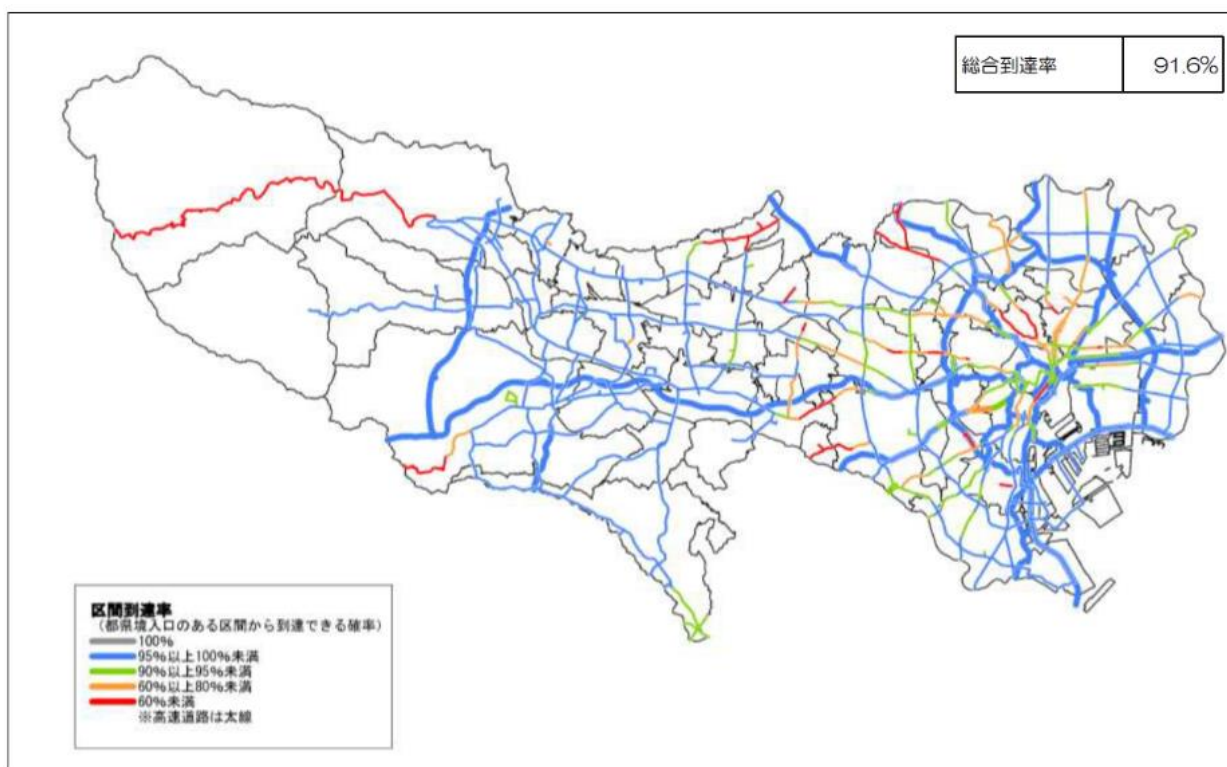 総合到達率 91.6%
区間到達率
（都県境入口のある区間から到達できる確率）
100%
95%以上100%未満
90%以上95%未満
60%以上80%未満
60%未満
※高速道路は太線